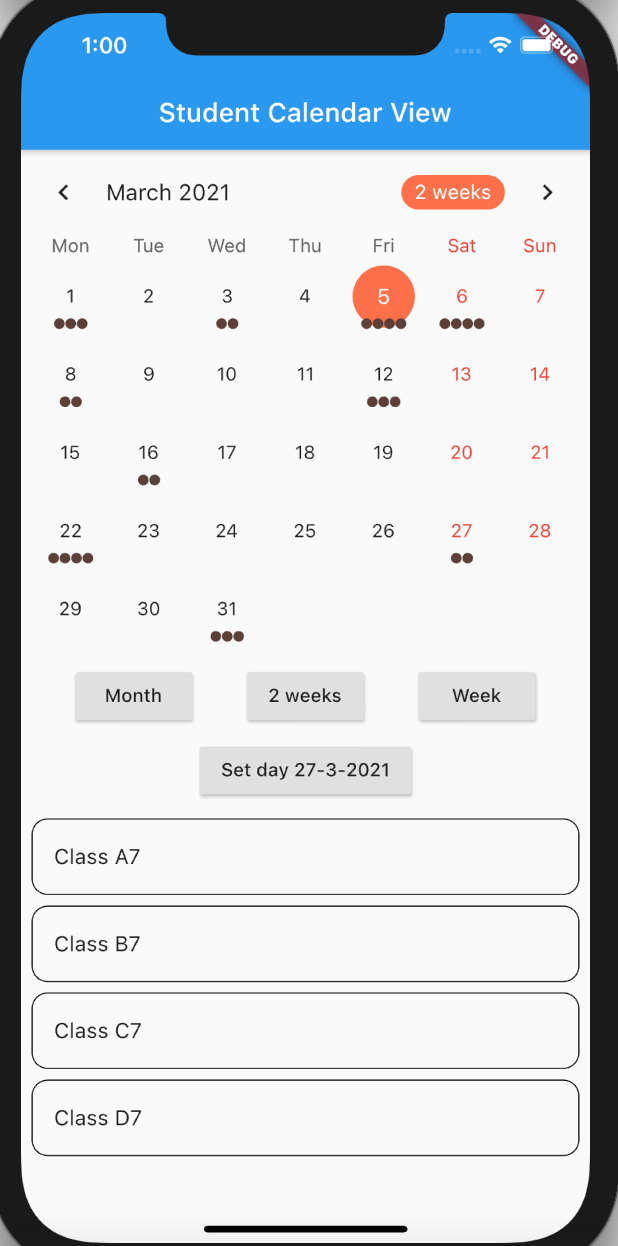 1:00
DEBUG
Student Calendar View
March 2021 2 weeks
Mon Tue Wed Thu Fri Sat Sun
1 2 3 4 5 6 7
8 9 10 11 12 13 14
15 16 17 18 19 20 21
22 23 24 25 26 27 28
29 30 31
Month 2 weeks Week
Set day 27-3-2021
Class A7
Class B7
Class C7
Class D7